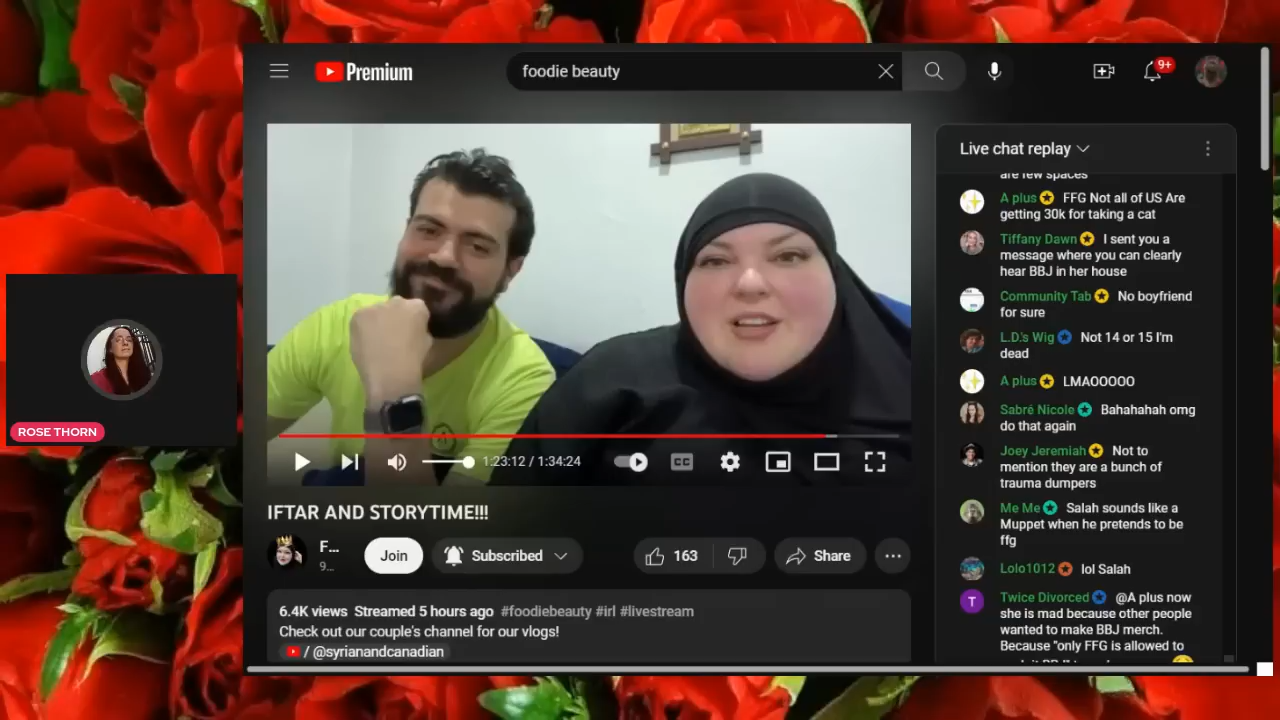 Premium
foodie beauty
9+
Live chat replay
are few spaces
A plus FFG Not all of US Are
getting 30k for taking a cat
Tiffany Dawn I sent you a
message where you can clearly
hear BBJ in her house
Community Tab No boyfriend
for sure
L.D.'s Wig Not 14 or 15 I'm
dead
A plus LMAOOOOO
Sabré Nicole Bahahahah omg
do that again
Joey Jeremiah Not to
mention they are a bunch of
trauma dumpers
Me Me Salah sounds like a
Muppet when he pretends to be
ffg
Lolo1012 lol Salah
T Twice Divorced @A plus now
she is mad because other people
wanted to make BBJ merch.
Because "only FFG is allowed to
ROSE THORN
1:23:12 / 1:34:24
CC
IFTAR AND STORYTIME!!!
F...
9...
Join
Subscribed
163
Share
6.4K views Streamed 5 hours ago #foodiebeauty #irl #livestream
Check out our couple's channel for our vlogs!
/ @syrianandcanadian